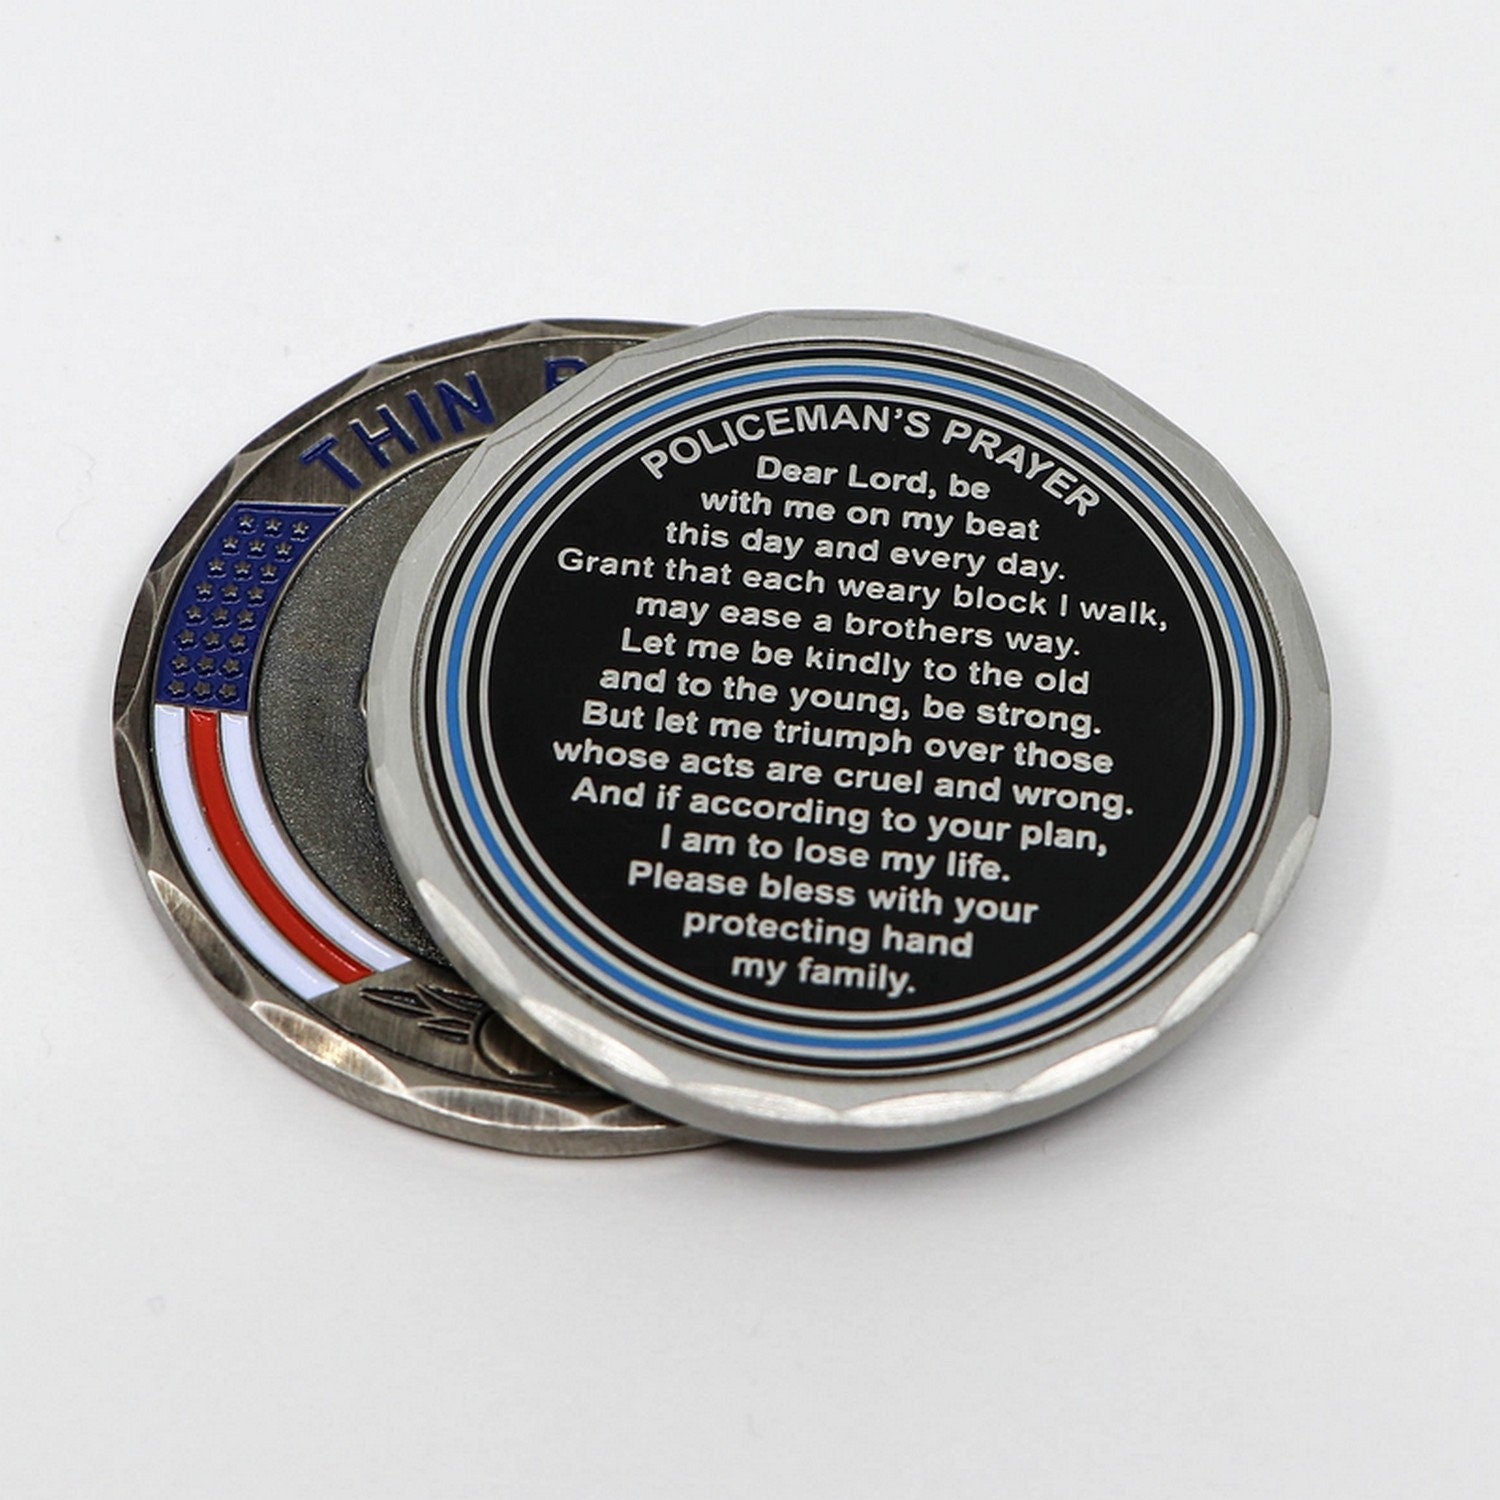 THIN
POLICEMAN'S PRAYER
Dear Lord, be
with me on my beat
this day and every day.
Grant that each weary block I walk,
may ease a brothers way.
Let me be kindly to the old
and to the young, be strong.
But let me triumph over those
whose acts are cruel and wrong.
And if according to your plan,
I am to lose my life.
Please bless with your
protecting hand
my family.